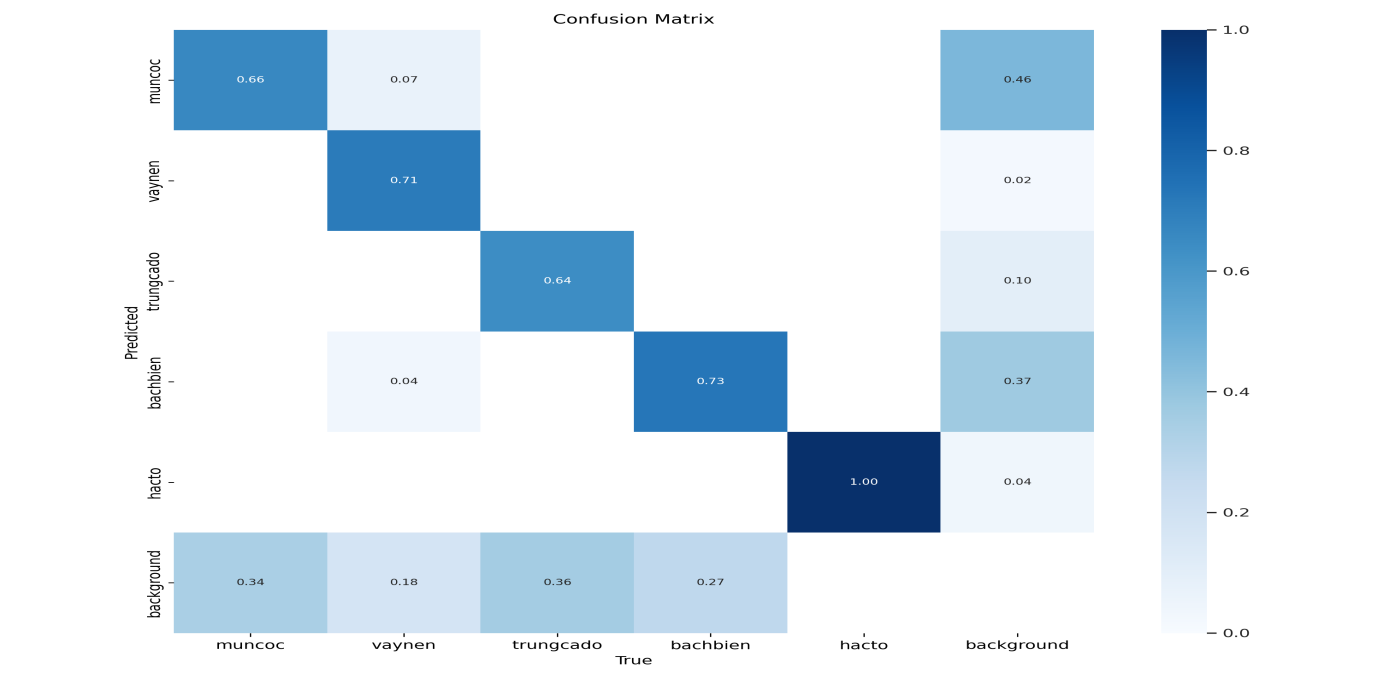 Confusion Matrix
muncoc 0.66 0.07 0.46
vaynen 0.71 0.02
trungcado 0.64 0.10
bachbien 0.04 0.73 0.37
hacto 1.00 0.04
background 0.34 0.18 0.36 0.27
Predicted
muncoc vaynen trungcado bachbien hacto background
True
1.0
0.8
0.6
0.4
0.2
0.0